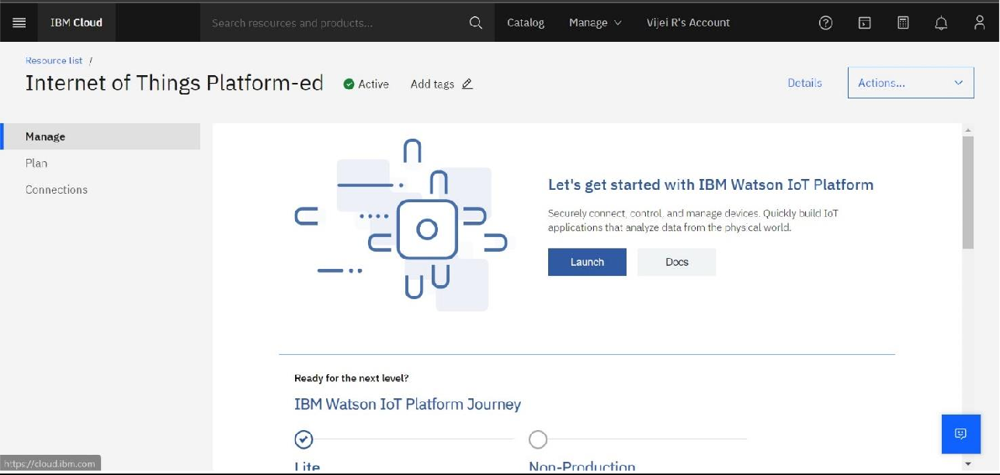 IBM Cloud
Search resources and products...
Catalog
Manage
Vijei R's Account
Resource list /
Internet of Things Platform-ed
Active
Add tags
Details
Actions...
Manage
Plan
Connections
Let's get started with IBM Watson IoT Platform
Securely connect, control, and manage devices. Quickly build IoT
applications that analyze data from the physical world.
Launch
Docs
Ready for the next level?
IBM Watson IoT Platform Journey
Lite
Non-Production
https://cloud.ibm.com